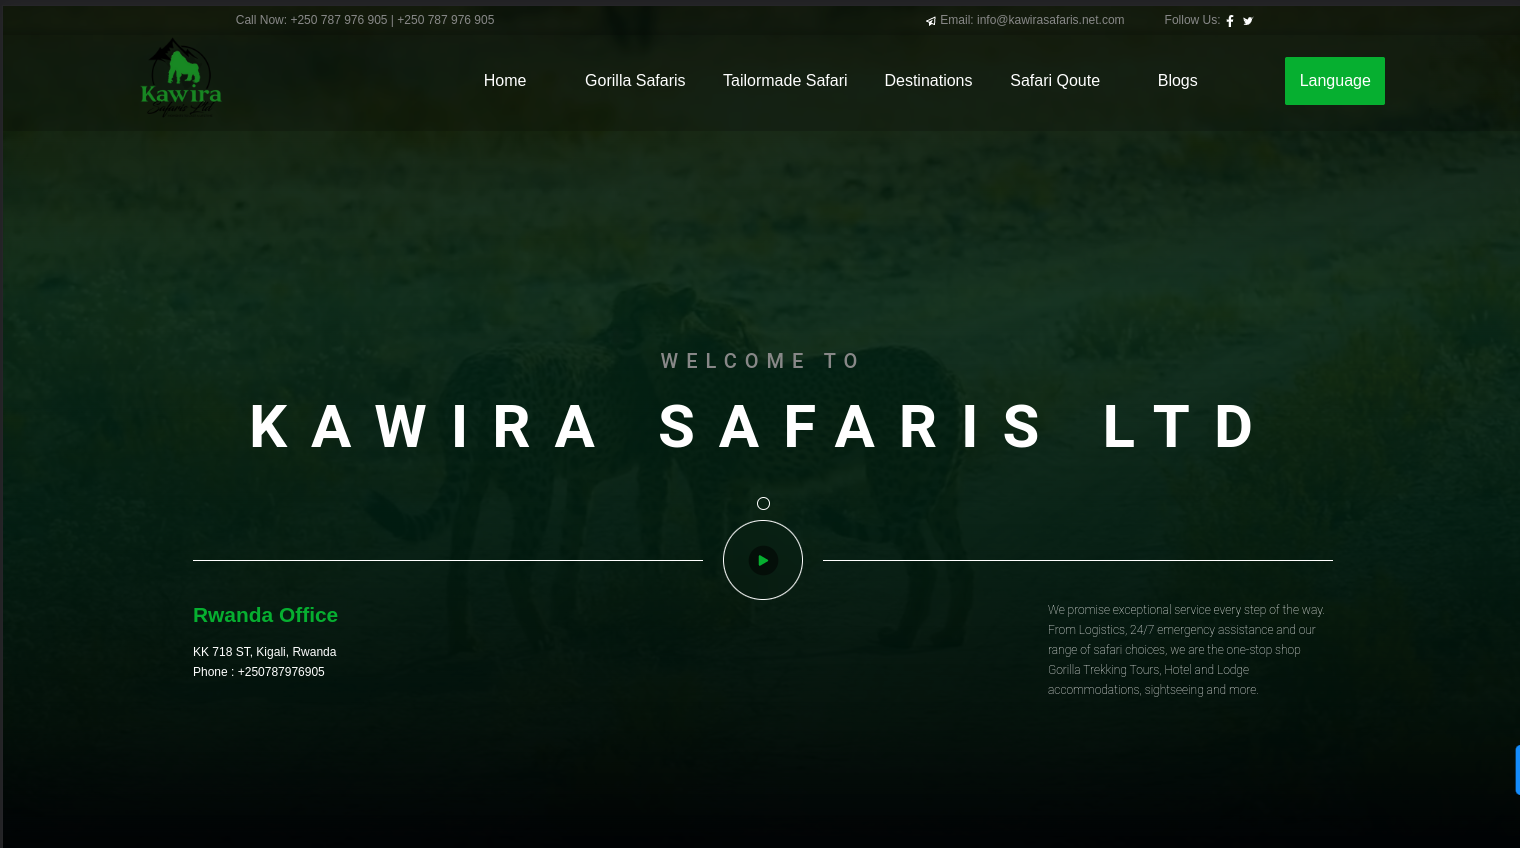 Call Now: +250 787 976 905 | +250 787 976 905
Email: info@kawirasafaris.net.com
Follow Us:
Kawira
Safaris Ltd
Home
Gorilla Safaris
Tailormade Safari
Destinations
Safari Qoute
Blogs
Language
WELCOME TO
KAWIRA SAFARIS LTD
Rwanda Office
KK 718 ST, Kigali, Rwanda
Phone : +250787976905
We promise exceptional service every step of the way.
From Logistics, 24/7 emergency assistance and our
range of safari choices, we are the one-stop shop
Gorilla Trekking Tours, Hotel and Lodge
accommodations, sightseeing and more.